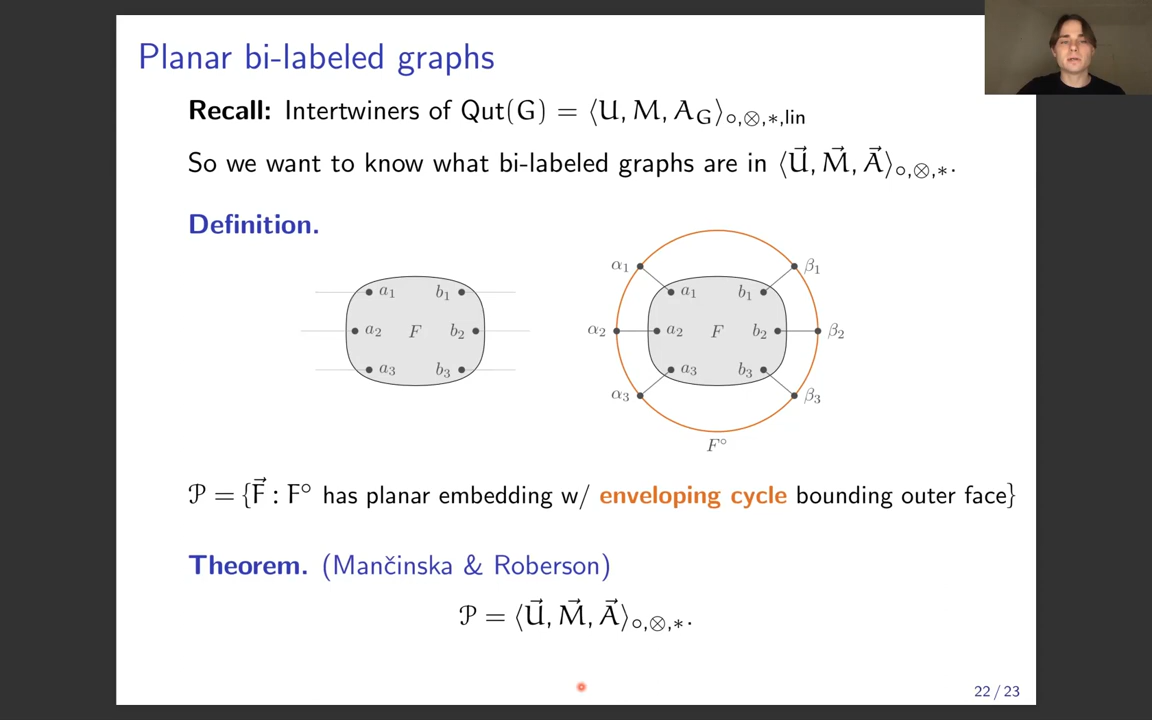 Planar bi-labeled graphs
Recall: Intertwiners of Qut(G) = ⟨U, M, A_G⟩_∘,⊗,∗,lin
So we want to know what bi-labeled graphs are in ⟨U⃗, M⃗, A⃗⟩_∘,⊗,∗.
Definition.
a₁ b₁
a₂ F b₂
a₃ b₃
α₁ a₁ b₁ β₁
α₂ a₂ F b₂ β₂
α₃ a₃ b₃ β₃
F°
𝒫 = {F⃗ : F° has planar embedding w/ enveloping cycle bounding outer face}
Theorem. (Mančinska & Roberson)
𝒫 = ⟨U⃗, M⃗, A⃗⟩_∘,⊗,∗.
22 / 23